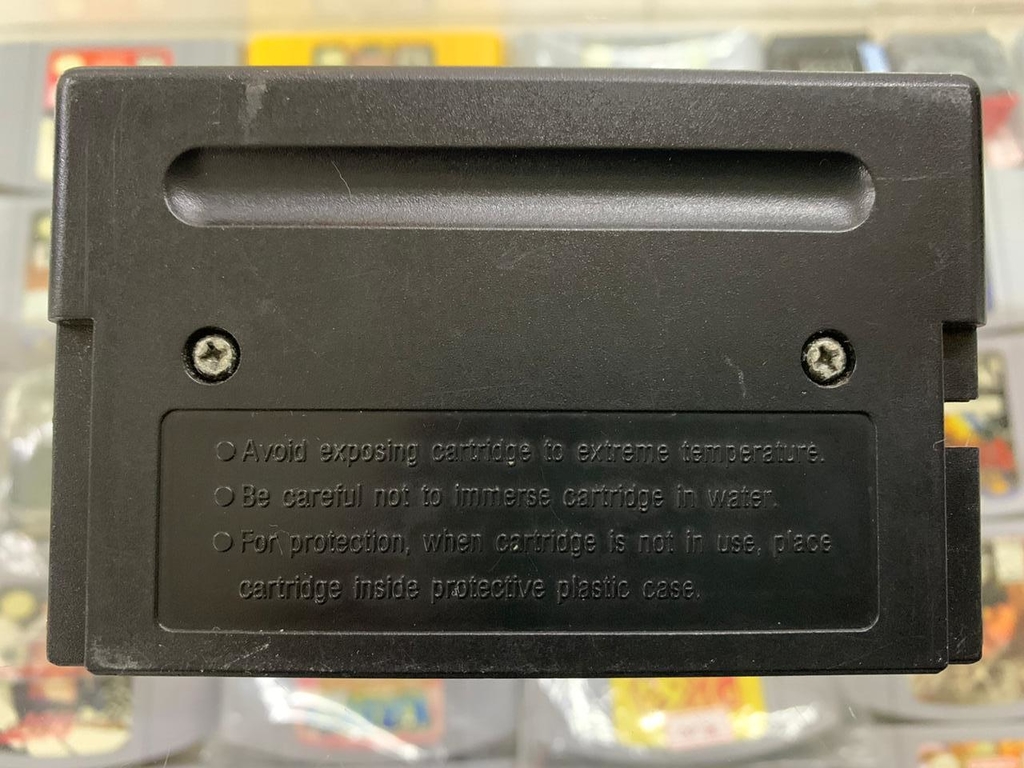 ○ Avoid exposing cartridge to extreme temperature.
○ Be careful not to immerse cartridge in water.
○ For protection, when cartridge is not in use, place
cartridge inside protective plastic case.